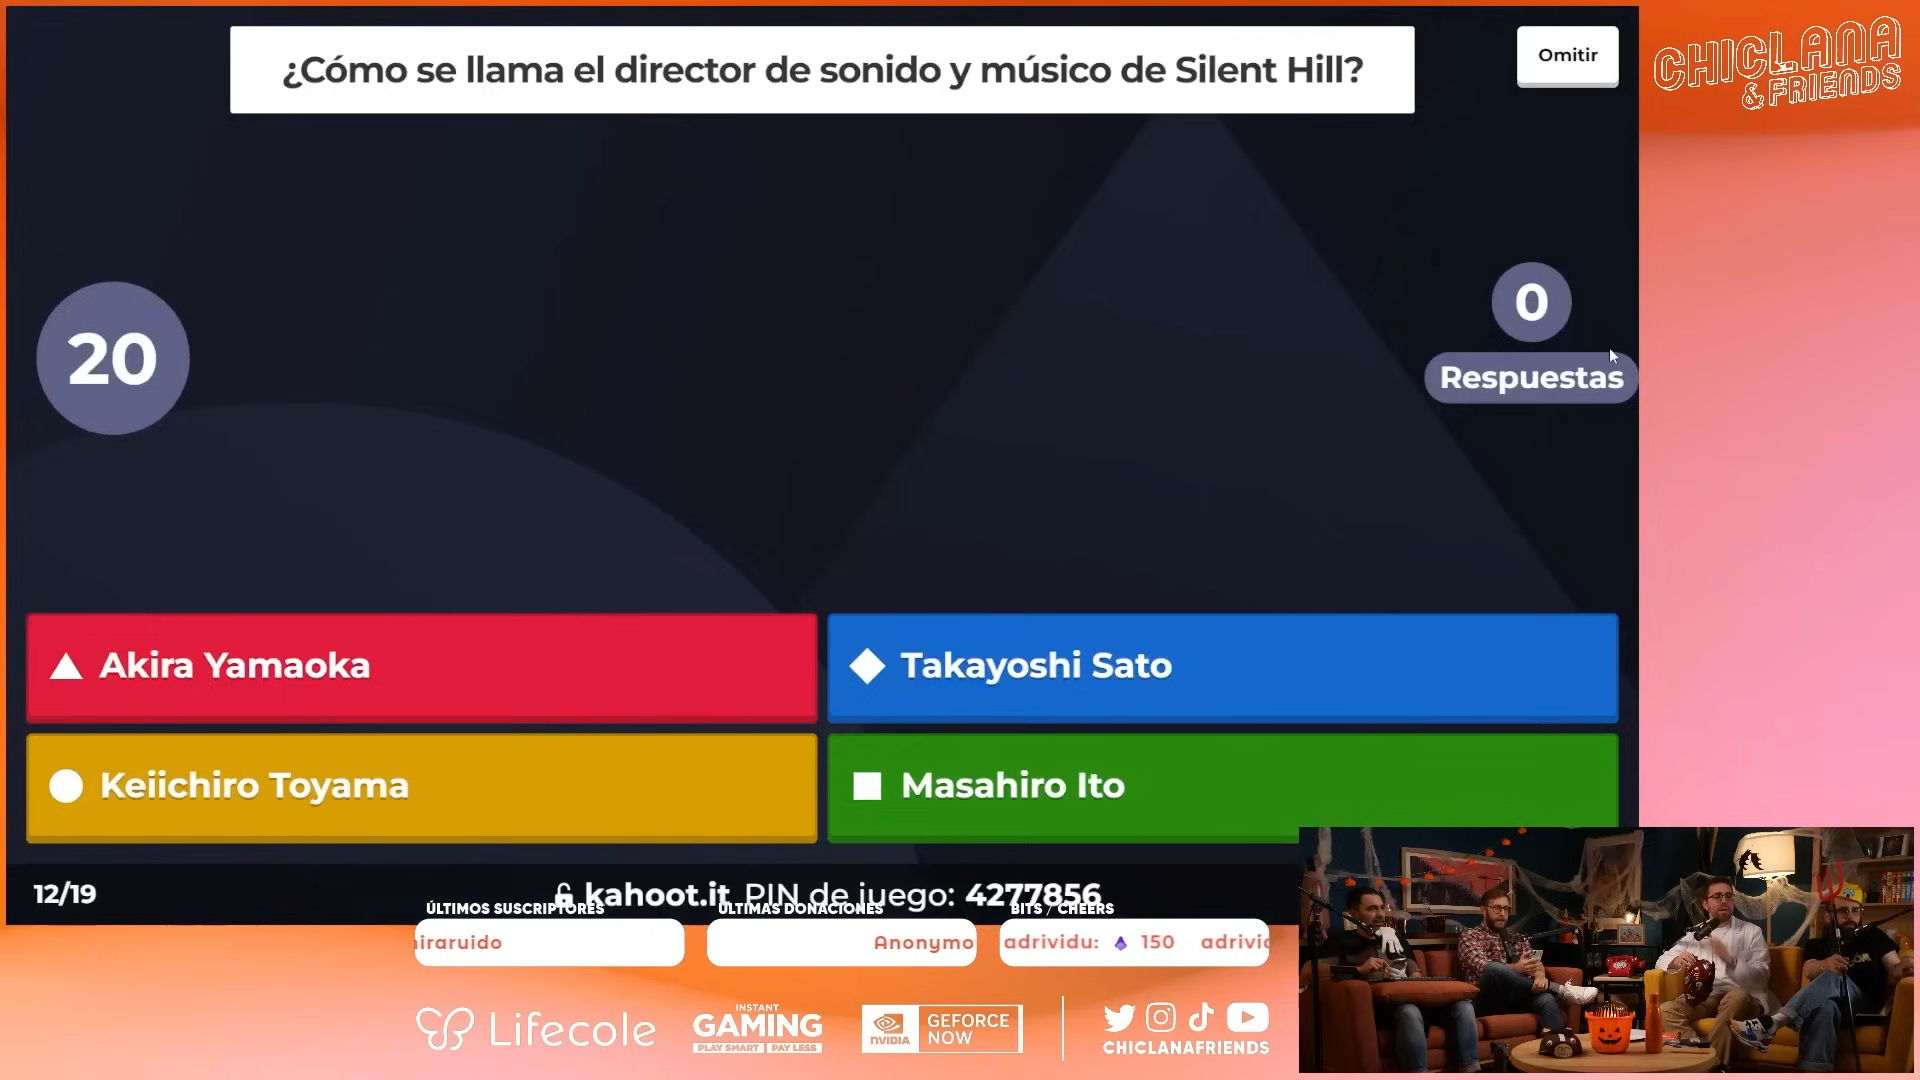 ¿Cómo se llama el director de sonido y músico de Silent Hill?
Omitir
CHICLANA
& FRIENDS
20
0
Respuestas
Akira Yamaoka
Takayoshi Sato
Keiichiro Toyama
Masahiro Ito
12/19
kahoot.it PIN de juego: 4277856
ÚLTIMOS SUSCRIPTORES
ÚLTIMAS DONACIONES
BITS / CHEERS
iraruido
Anonymo
adrividu: 150 adrivi
Lifecole
INSTANT
GAMING
PLAY SMART PAY LESS
NVIDIA
GEFORCE
NOW
CHICLANAFRIENDS